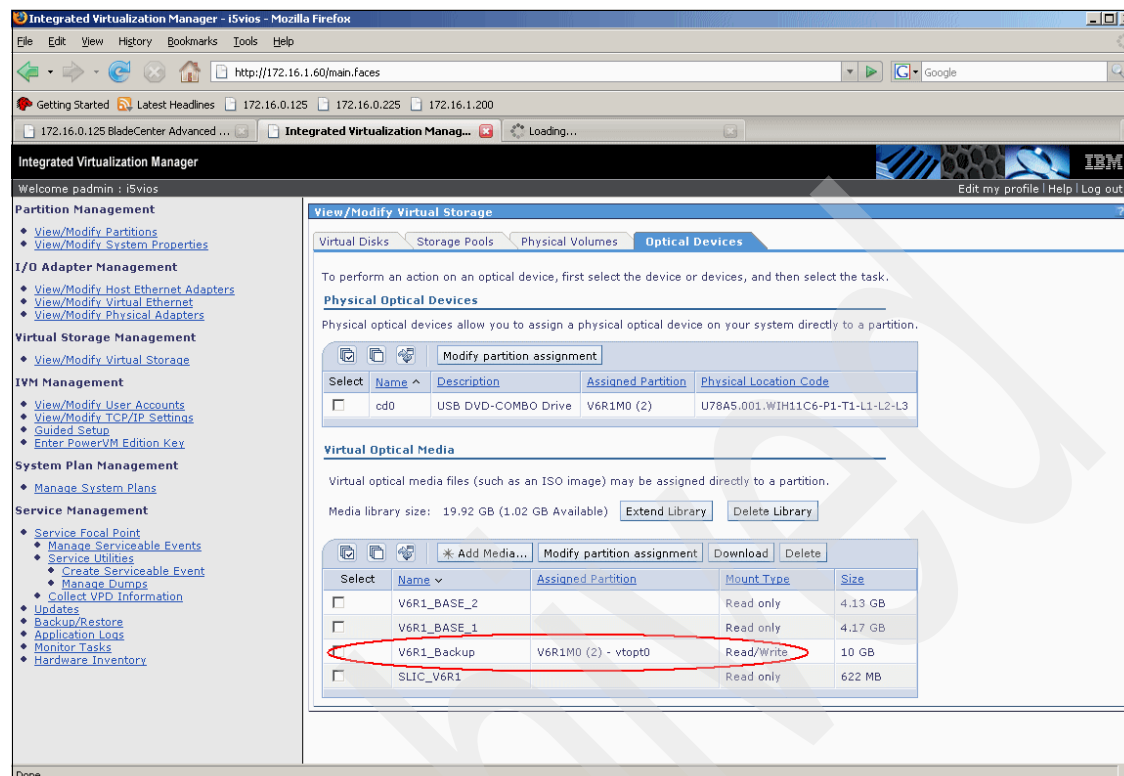 Integrated Virtualization Manager - i5vios - Mozilla Firefox
File Edit View History Bookmarks Tools Help
http://172.16.1.60/main.faces
Google
Getting Started Latest Headlines 172.16.0.125 172.16.0.225 172.16.1.200
172.16.0.125 BladeCenter Advanced ... Integrated Virtualization Manag... Loading...
Integrated Virtualization Manager
IBM
Welcome padmin : i5vios
Edit my profile | Help | Log out
Partition Management
View/Modify Partitions
View/Modify System Properties
I/O Adapter Management
View/Modify Host Ethernet Adapters
View/Modify Virtual Ethernet
View/Modify Physical Adapters
Virtual Storage Management
View/Modify Virtual Storage
IVM Management
View/Modify User Accounts
View/Modify TCP/IP Settings
Guided Setup
Enter PowerVM Edition Key
System Plan Management
Manage System Plans
Service Management
Service Focal Point
Manage Serviceable Events
Service Utilities
Create Serviceable Event
Manage Dumps
Collect VPD Information
Updates
Backup/Restore
Application Logs
Monitor Tasks
Hardware Inventory
View/Modify Virtual Storage
?
Virtual Disks Storage Pools Physical Volumes Optical Devices
To perform an action on an optical device, first select the device or devices, and then select the task.
Physical Optical Devices
Physical optical devices allow you to assign a physical optical device on your system directly to a partition.
Modify partition assignment
Select Name Description Assigned Partition Physical Location Code
cd0 USB DVD-COMBO Drive V6R1M0 (2) U78A5.001.WIH11C6-P1-T1-L1-L2-L3
Virtual Optical Media
Virtual optical media files (such as an ISO image) may be assigned directly to a partition.
Media library size: 19.92 GB (1.02 GB Available) Extend Library Delete Library
Add Media... Modify partition assignment Download Delete
Select Name Assigned Partition Mount Type Size
V6R1_BASE_2 Read only 4.13 GB
V6R1_BASE_1 Read only 4.17 GB
V6R1_Backup V6R1M0 (2) - vtopt0 Read/Write 10 GB
SLIC_V6R1 Read only 622 MB
Done